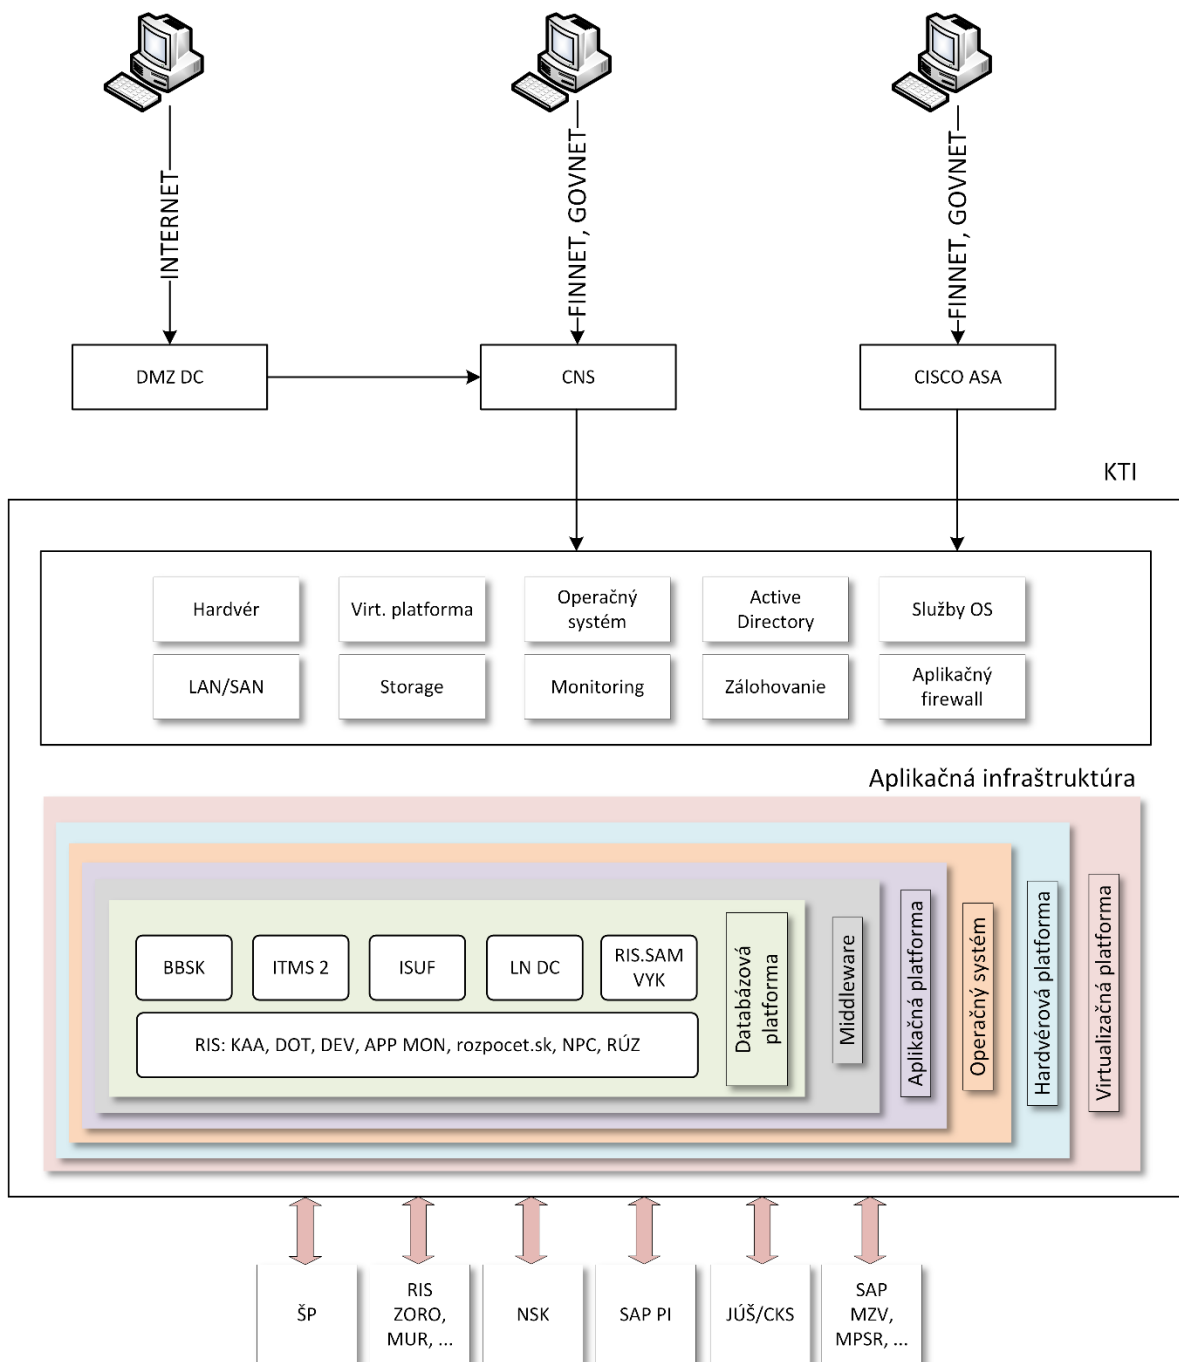 INTERNET
FINNET, GOVNET
FINNET, GOVNET
DMZ DC
CNS
CISCO ASA
KTI
Hardvér
Virt. platforma
Operačný
systém
Active
Directory
Služby OS
LAN/SAN
Storage
Monitoring
Zálohovanie
Aplikačný
firewall
Aplikačná infraštruktúra
BBSK
ITMS 2
ISUF
LN DC
RIS.SAM
VYK
RIS: KAA, DOT, DEV, APP MON, rozpocet.sk, NPC, RÚZ
Databázová
platforma
Middleware
Aplikačná platforma
Operačný systém
Hardvérová platforma
Virtualizačná platforma
ŠP
RIS
ZORO,
MUR, ...
NSK
SAP PI
JÚŠ/CKS
SAP
MZV,
MPSR, ...